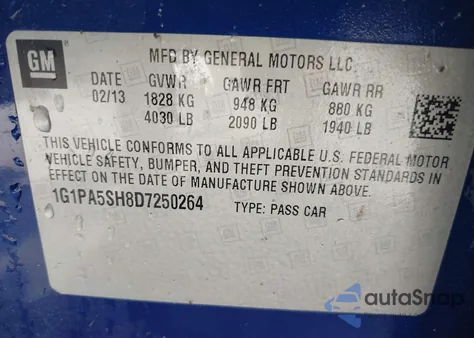 GM
MFD BY GENERAL MOTORS LLC
DATE GVWR GAWR FRT GAWR RR
02/13 1828 KG 948 KG 880 KG
4030 LB 2090 LB 1940 LB
THIS VEHICLE CONFORMS TO ALL APPLICABLE U.S. FEDERAL MOTOR
VEHICLE SAFETY, BUMPER, AND THEFT PREVENTION STANDARDS IN
EFFECT ON THE DATE OF MANUFACTURE SHOWN ABOVE.
1G1PA5SH8D7250264 TYPE: PASS CAR
autoSnap